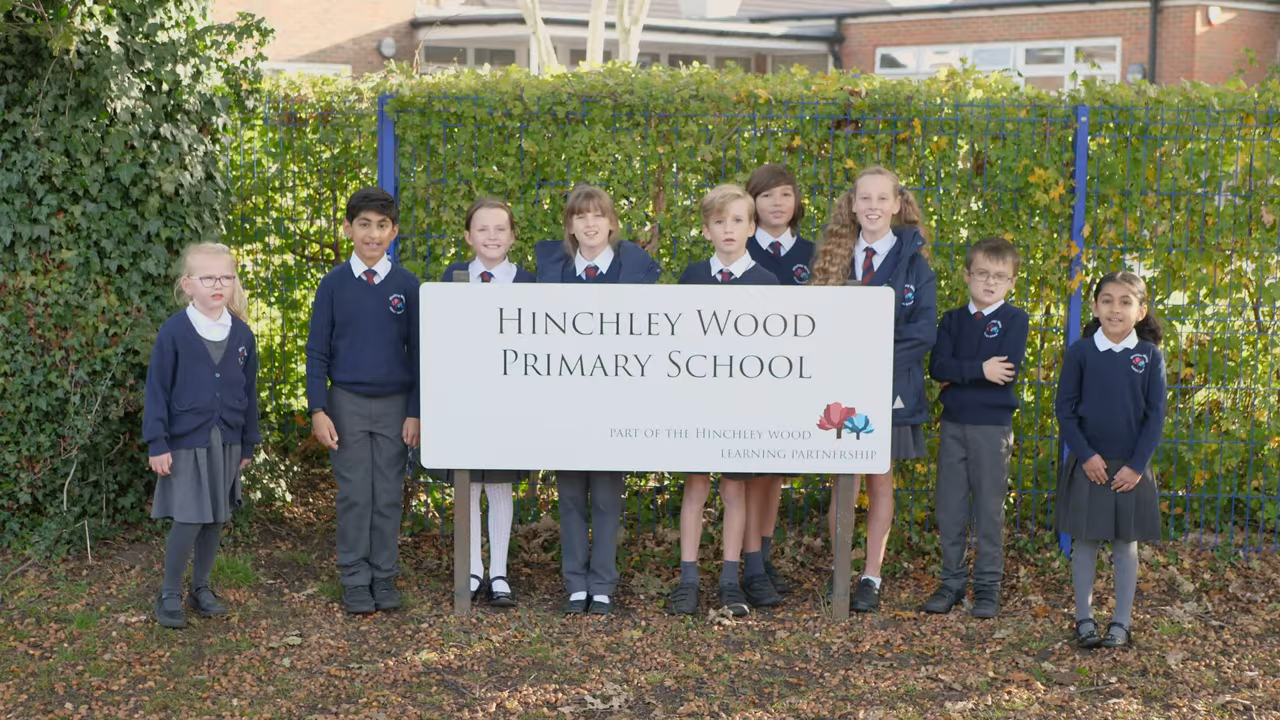 Hinchley Wood
Primary School
part of the Hinchley wood
learning partnership